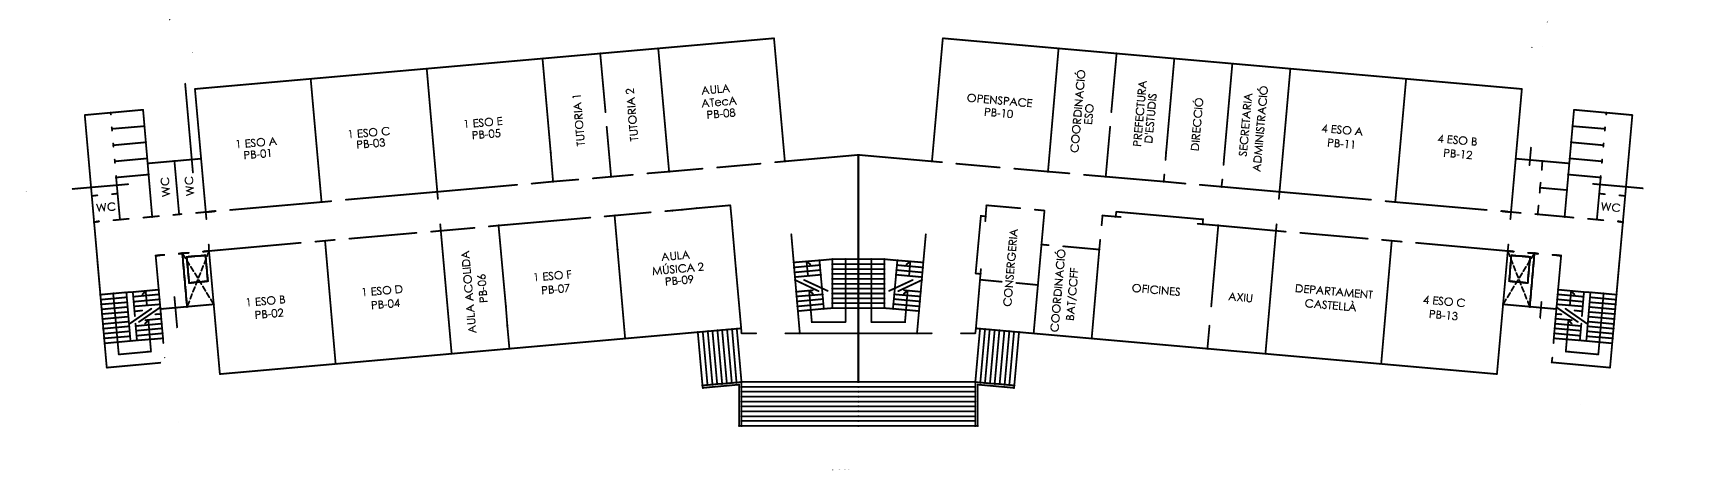 1 ESO A
PB-01
1 ESO C
PB-03
1 ESO E
PB-05
TUTORIA 1
TUTORIA 2
AULA
ATecA
PB-08
OPENSPACE
PB-10
COORDINACIÓ
ESO
PREFECTURA
D'ESTUDIS
DIRECCIÓ
SECRETARIA
ADMINISTRACIÓ
4 ESO A
PB-11
4 ESO B
PB-12
WC
WC
WC
WC
1 ESO B
PB-02
1 ESO D
PB-04
AULA ACOLLIDA
PB-06
1 ESO F
PB-07
AULA
MÚSICA 2
PB-09
CONSERGERIA
COORDINACIÓ
BAT/CCFF
OFICINES
AXIU
DEPARTAMENT
CASTELLÀ
4 ESO C
PB-13